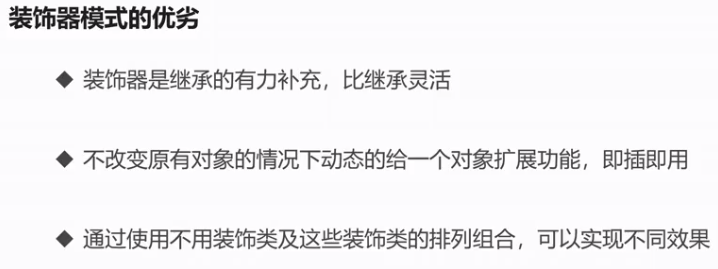 装饰器模式的优劣
◆ 装饰器是继承的有力补充，比继承灵活
◆ 不改变原有对象的情况下动态的给一个对象扩展功能，即插即用
◆ 通过使用不用装饰类及这些装饰类的排列组合，可以实现不同效果